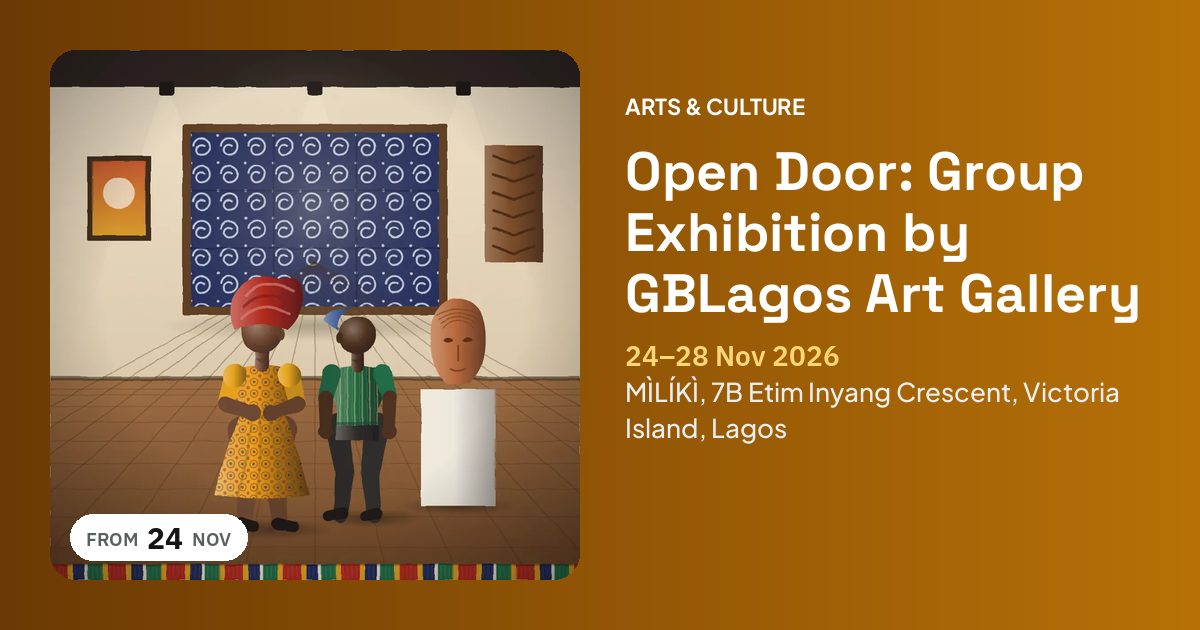 ARTS & CULTURE
Open Door: Group
Exhibition by
GBLagos Art Gallery
24–28 Nov 2026
MÌLÍKÌ, 7B Etim Inyang Crescent, Victoria
Island, Lagos
FROM 24 NOV